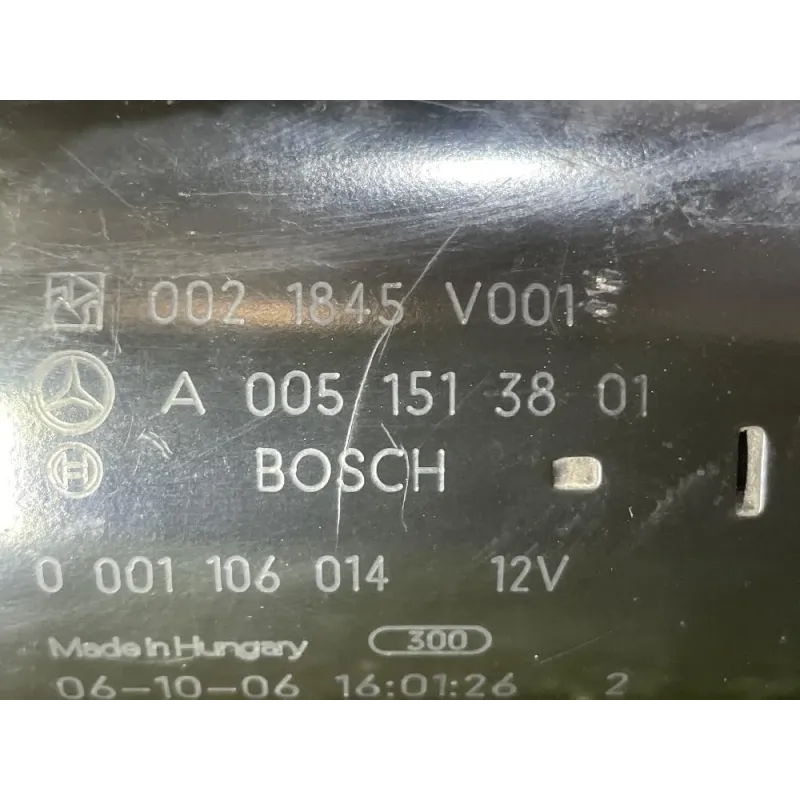 002 1845 V001
A 005 151 38 01
H BOSCH
0 001 106 014 12V
Made in Hungary 300
06-10-06 16:01:26 2